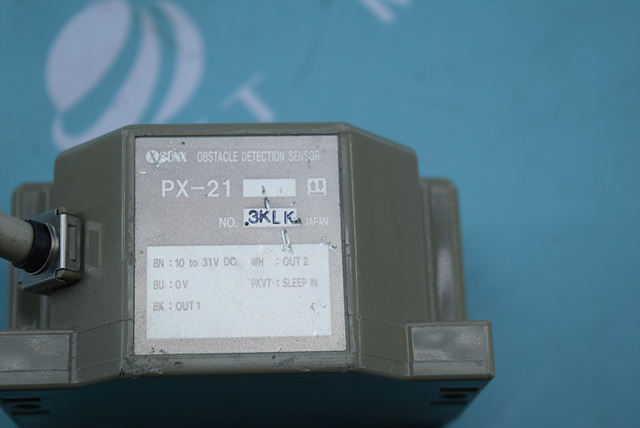 SUNX OBSTACLE DETECTION SENSOR
PX-21
NO. 3KLK JAPAN
BN : 10 to 31V DC WH : OUT 2
BU : 0V PKVT : SLEEP IN
BK : OUT 1